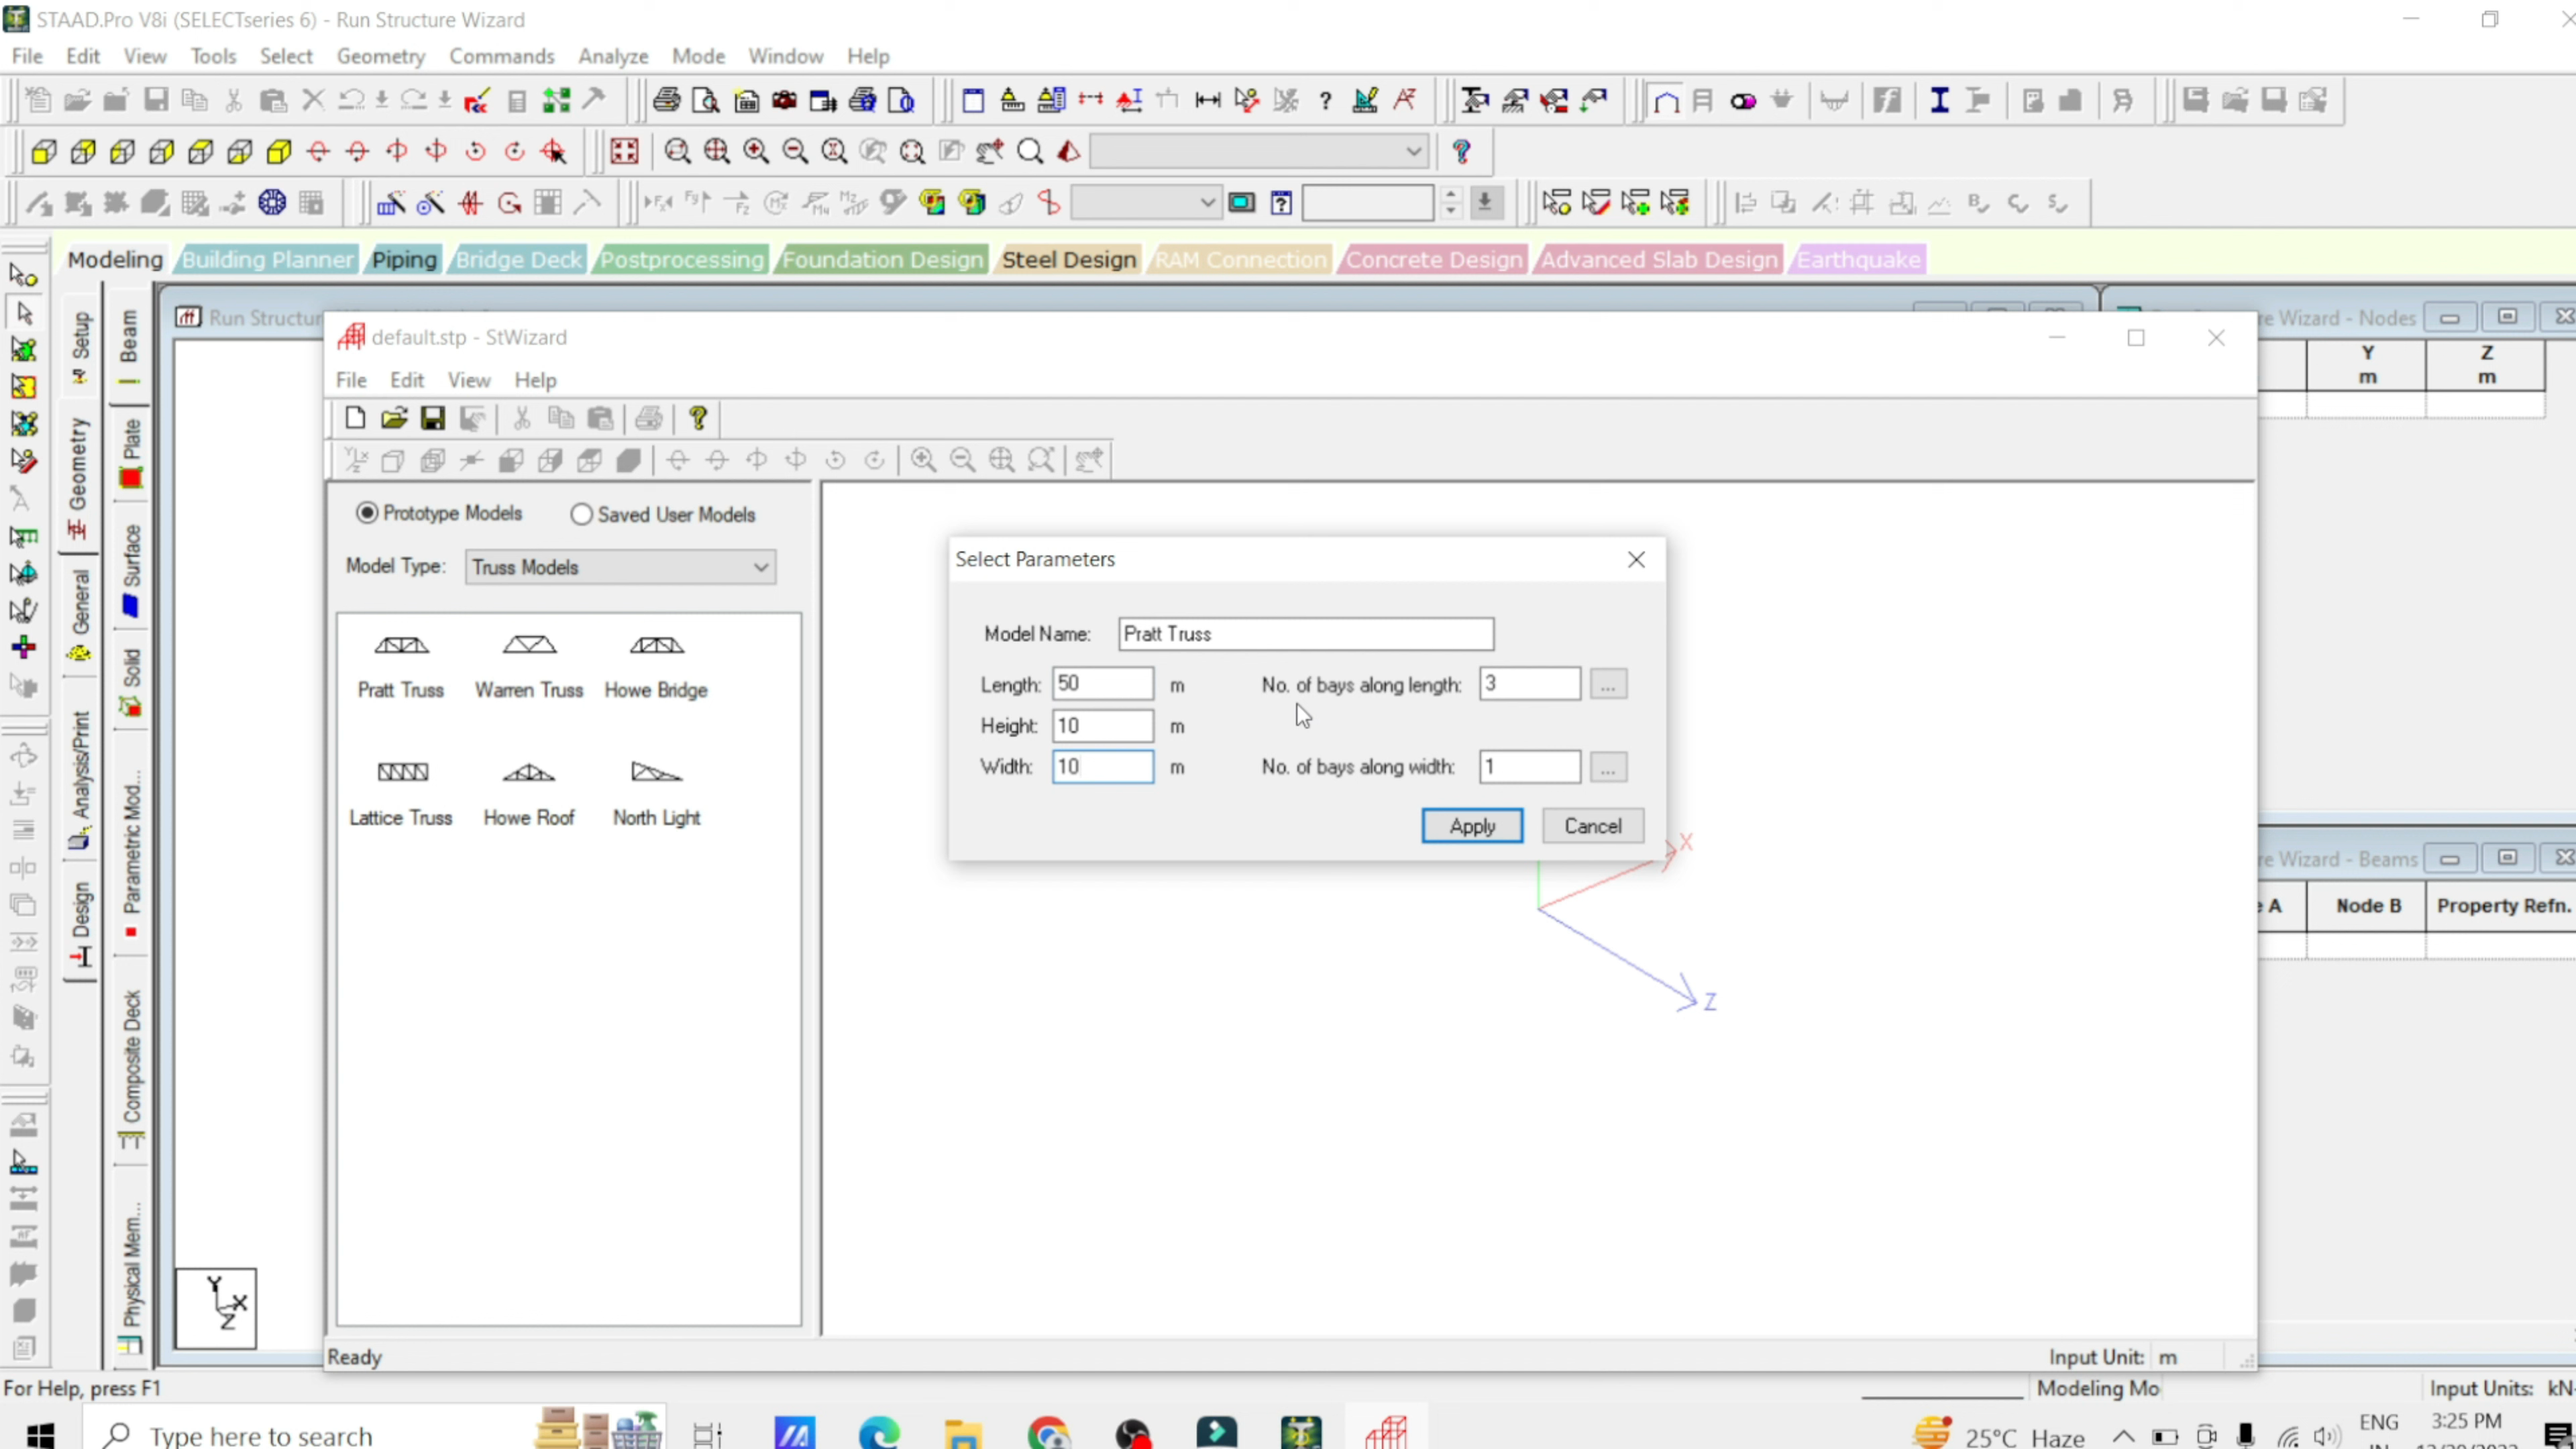 STAAD.Pro V8i (SELECTseries 6) - Run Structure Wizard
File Edit View Tools Select Geometry Commands Analyze Mode Window Help
Modeling Building Planner Piping Bridge Deck Postprocessing Foundation Design Steel Design RAM Connection Concrete Design Advanced Slab Design Earthquake
Setup
Geometry
General
Analysis/Print
Design
Beam
Plate
Surface
Solid
Parametric Mod...
Composite Deck
Physical Mem...
default.stp - StWizard
File Edit View Help
Prototype Models Saved User Models
Model Type: Truss Models
Pratt Truss Warren Truss Howe Bridge
Lattice Truss Howe Roof North Light
Select Parameters
Model Name: Pratt Truss
Length: 50 m No. of bays along length: 3 ...
Height: 10 m
Width: 10 m No. of bays along width: 1 ...
Apply Cancel
X
Z
Y
X
Z
Ready
Input Unit: m
re Wizard - Nodes
Y Z
m m
re Wizard - Beams
A Node B Property Refn.
For Help, press F1
Modeling Mo
Input Units: kN
Type here to search
25°C Haze
ENG
3:25 PM